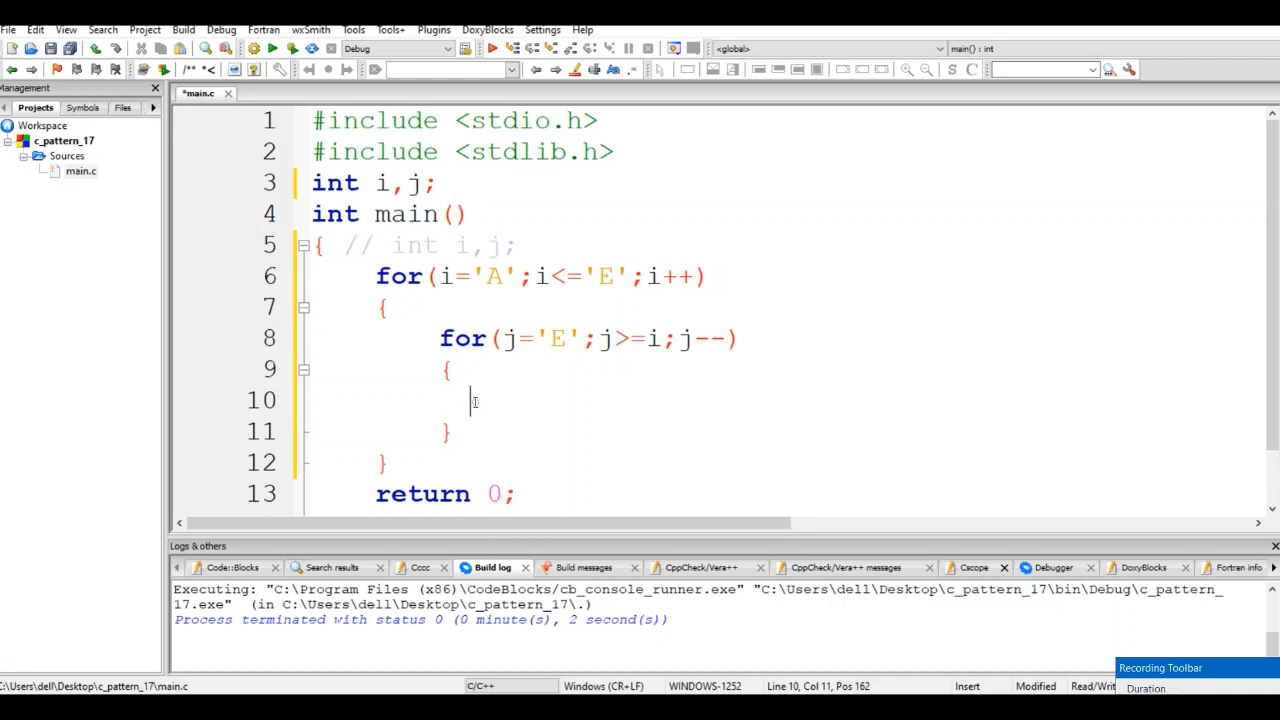 File Edit View Search Project Build Debug Fortran wxSmith Tools Tools+ Plugins DoxyBlocks Settings Help
Debug <global> main() : int
/** *<
S C
Management
*main.c
Projects Symbols Files
Workspace
c_pattern_17
Sources
main.c
1 #include <stdio.h>
2 #include <stdlib.h>
3 int i,j;
4 int main()
5 { // int i,j;
6 for(i='A';i<='E';i++)
7 {
8 for(j='E';j>=i;j--)
9 {
10
11 }
12 }
13 return 0;
Logs & others
Code::Blocks Search results Cccc Build log Build messages CppCheck/Vera++ CppCheck/Vera++ messages Cscope Debugger DoxyBlocks Fortran info
Executing: "C:\Program Files (x86)\CodeBlocks/cb_console_runner.exe" "C:\Users\dell\Desktop\c_pattern_17\bin\Debug\c_pattern_
17.exe" (in C:\Users\dell\Desktop\c_pattern_17\.)
Process terminated with status 0 (0 minute(s), 2 second(s))
Recording Toolbar
Duration
C:\Users\dell\Desktop\c_pattern_17\main.c C/C++ Windows (CR+LF) WINDOWS-1252 Line 10, Col 11, Pos 162 Insert Modified Read/Writ